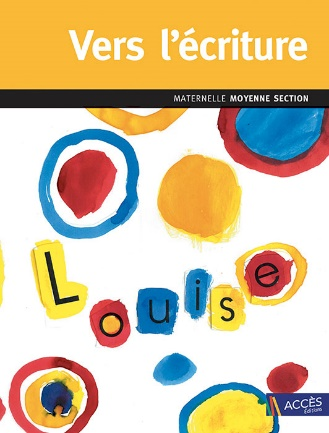 Vers l'écriture
MATERNELLE MOYENNE SECTION
Louise
ACCÈS
Éditions